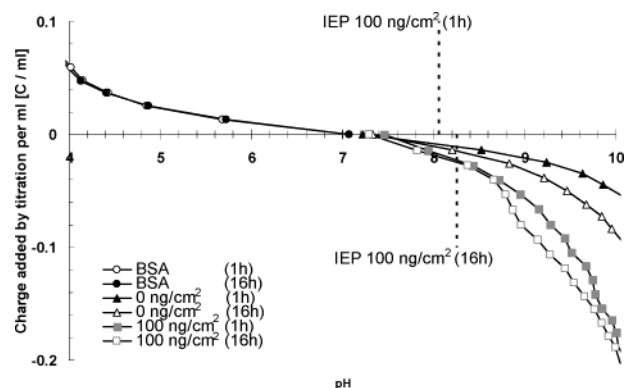 IEP 100 ng/cm² (1h)
0.1
Charge added by titration per ml [C / ml]
0
4 5 6 7 8 9 10
-0.1
IEP 100 ng/cm² (16h)
BSA (1h)
BSA (16h)
0 ng/cm² (1h)
0 ng/cm² (16h)
100 ng/cm² (1h)
100 ng/cm² (16h)
-0.2
pH